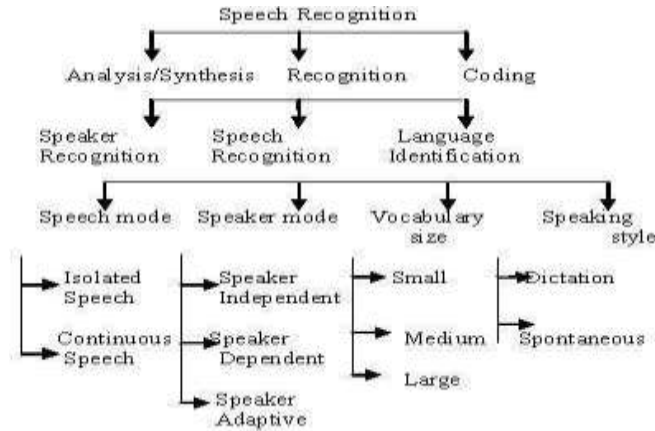 Speech Recognition
Analysis/Synthesis Recognition Coding
Speaker Recognition
Speech Recognition
Language Identification
Speech mode
Speaker mode
Vocabulary size
Speaking style
Isolated Speech
Continuous Speech
Speaker Independent
Speaker Dependent
Speaker Adaptive
Small
Medium
Large
Dictation
Spontaneous